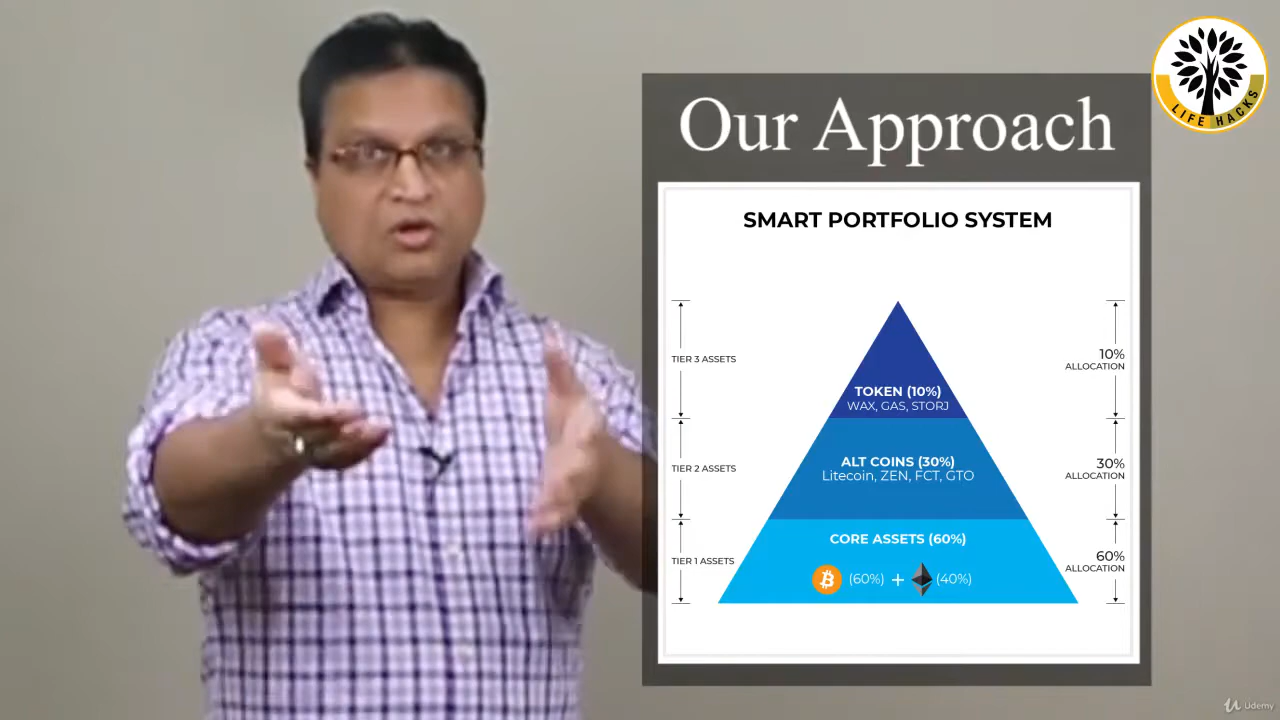 Our Approach
LIFE HACKS
SMART PORTFOLIO SYSTEM
TIER 3 ASSETS
10%
ALLOCATION
TOKEN (10%)
WAX, GAS, STORJ
TIER 2 ASSETS
ALT COINS (30%)
Litecoin, ZEN, FCT, GTO
30%
ALLOCATION
CORE ASSETS (60%)
TIER 1 ASSETS
(60%) + (40%)
60%
ALLOCATION
Udemy